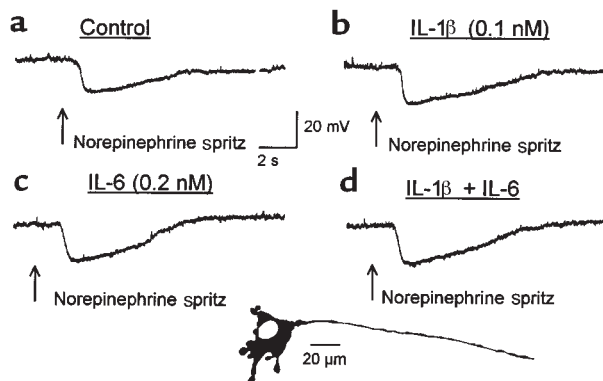 a
Control
b
IL-1β (0.1 nM)
Norepinephrine spritz
20 mV
2 s
Norepinephrine spritz
c
IL-6 (0.2 nM)
d
IL-1β + IL-6
Norepinephrine spritz
Norepinephrine spritz
20 μm